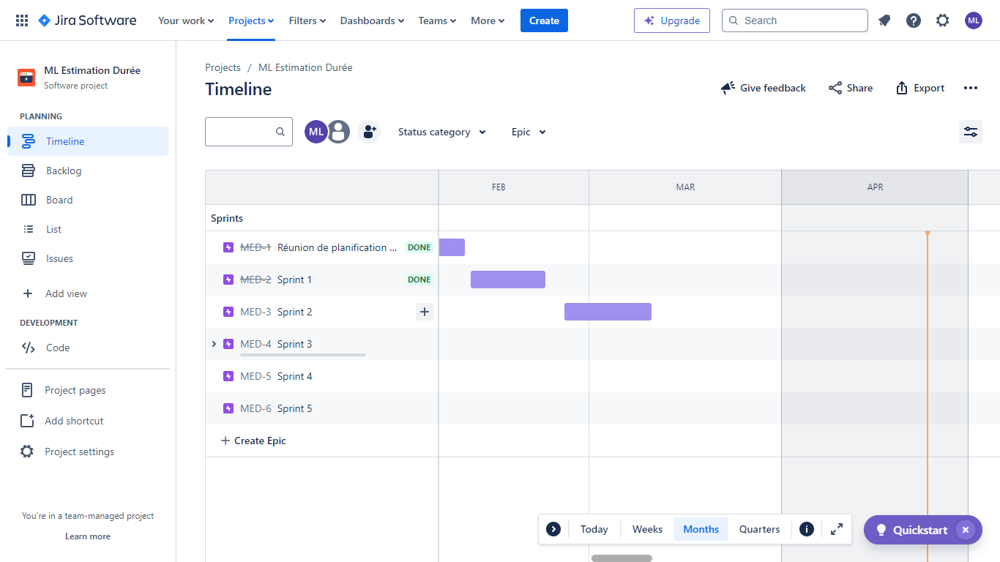 Jira Software Your work Projects Filters Dashboards Teams More Create Upgrade Search ML
ML Estimation Durée
Software project
PLANNING
Timeline
Backlog
Board
List
Issues
Add view
DEVELOPMENT
Code
Project pages
Add shortcut
Project settings
You're in a team-managed project
Learn more
Projects / ML Estimation Durée
Timeline
Give feedback Share Export
ML Status category Epic
FEB MAR APR
Sprints
MED-1 Réunion de planification ... DONE
MED-2 Sprint 1 DONE
MED-3 Sprint 2
MED-4 Sprint 3
MED-5 Sprint 4
MED-6 Sprint 5
Create Epic
Today Weeks Months Quarters
Quickstart